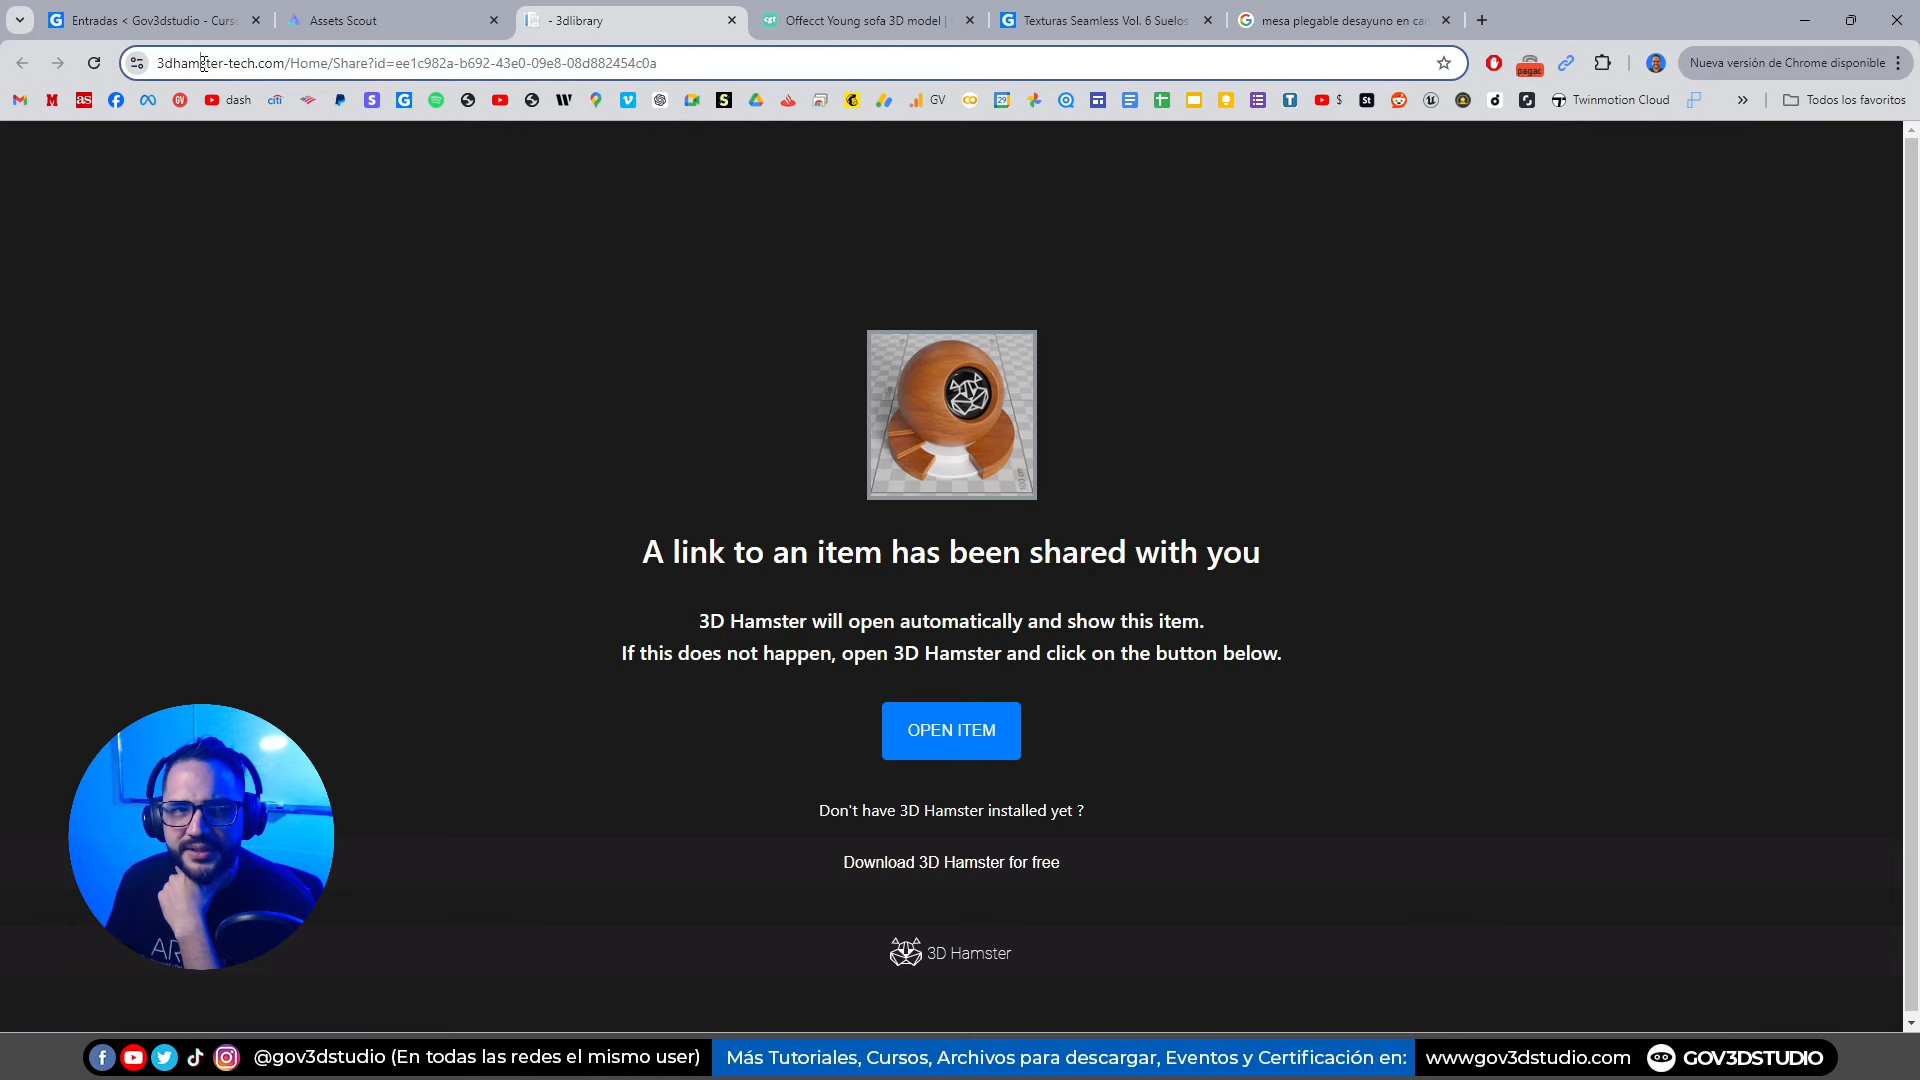 Entradas < Gov3dstudio - Curs
Assets Scout
- 3dlibrary
Offecct Young sofa 3D model |
Texturas Seamless Vol. 6 Suelos
mesa plegable desayuno en ca
3dhamster-tech.com/Home/Share?id=ee1c982a-b692-43e0-09e8-08d882454c0a
pagac
Nueva versión de Chrome disponible
dash
citi
GV
$
Twinmotion Cloud
Todos los favoritos
A link to an item has been shared with you
3D Hamster will open automatically and show this item.
If this does not happen, open 3D Hamster and click on the button below.
OPEN ITEM
Don't have 3D Hamster installed yet ?
Download 3D Hamster for free
3D Hamster
@gov3dstudio (En todas las redes el mismo user)
Más Tutoriales, Cursos, Archivos para descargar, Eventos y Certificación en:
www.gov3dstudio.com
GOV3DSTUDIO